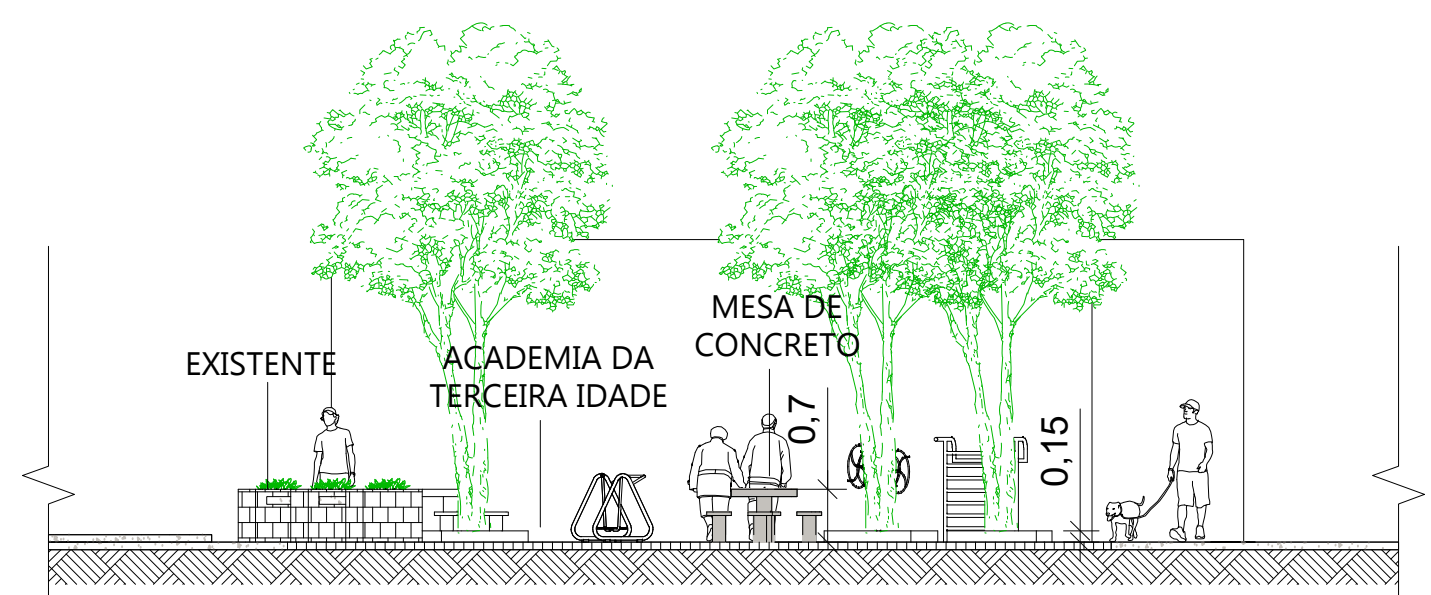 EXISTENTE
ACADEMIA DA
TERCEIRA IDADE
MESA DE
CONCRETO
0,7
0,15